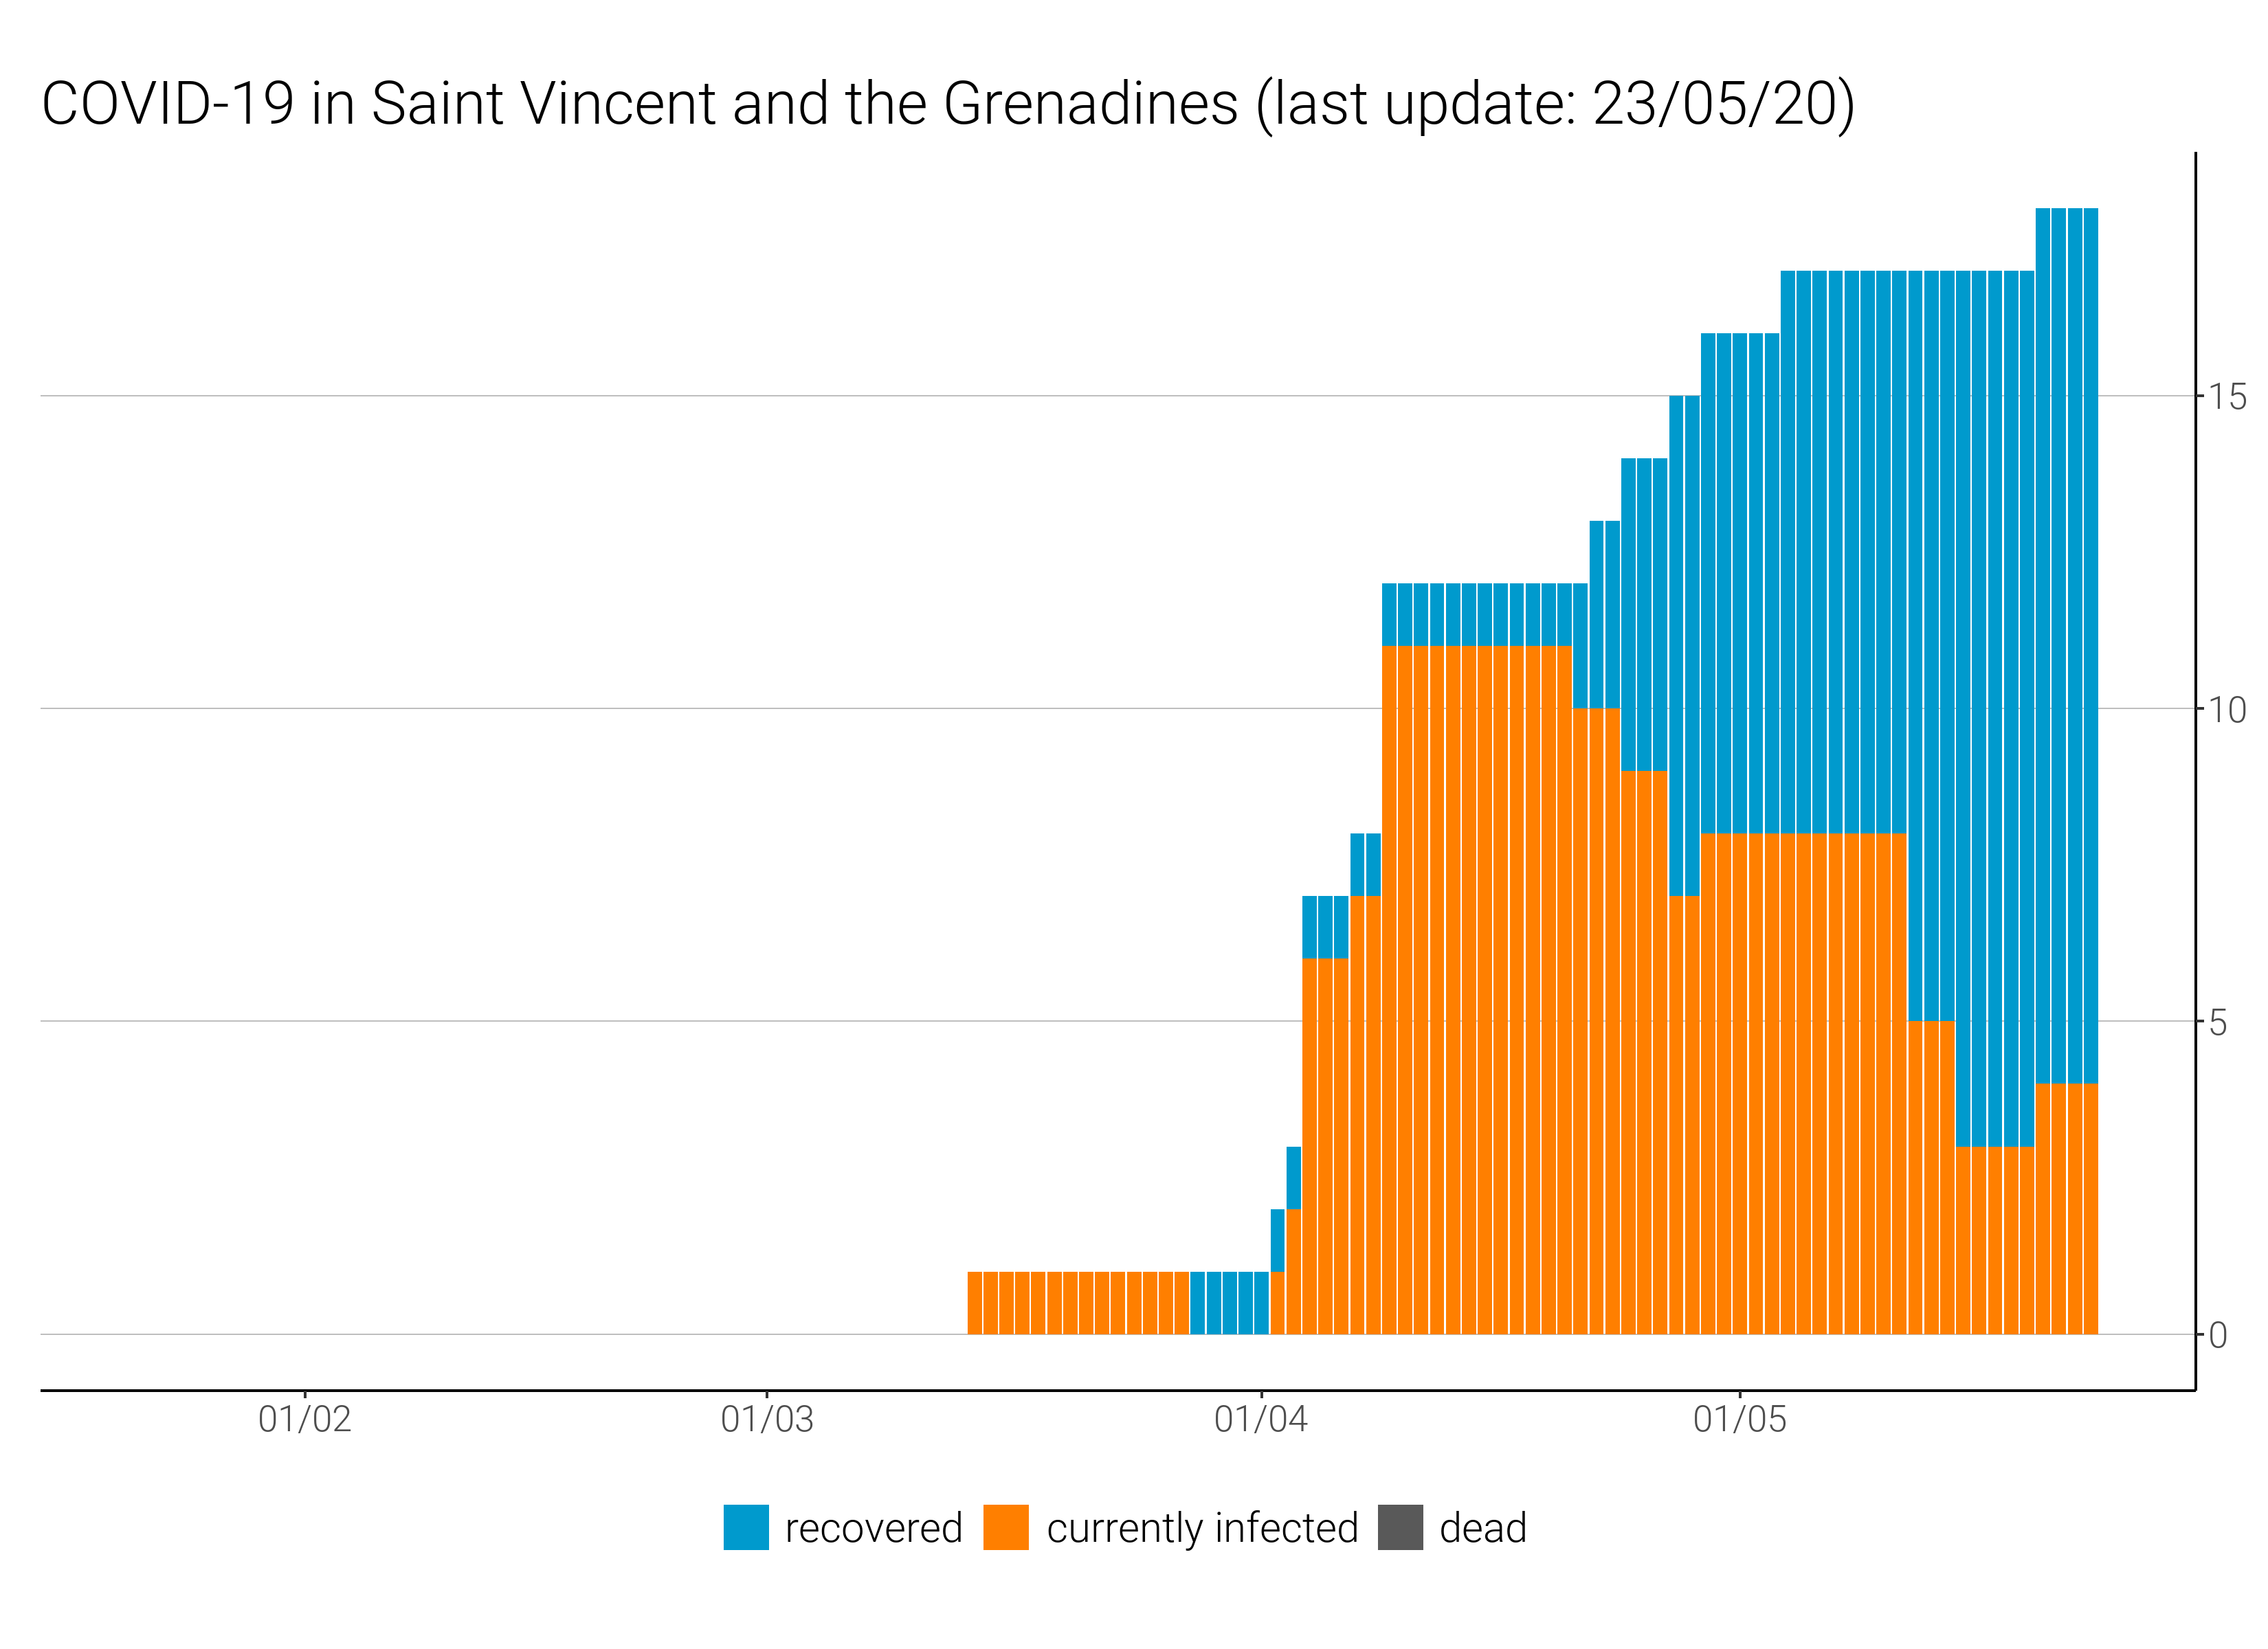 COVID-19 in Saint Vincent and the Grenadines (last update: 23/05/20)
15
10
5
0
01/02 01/03 01/04 01/05
recovered currently infected dead